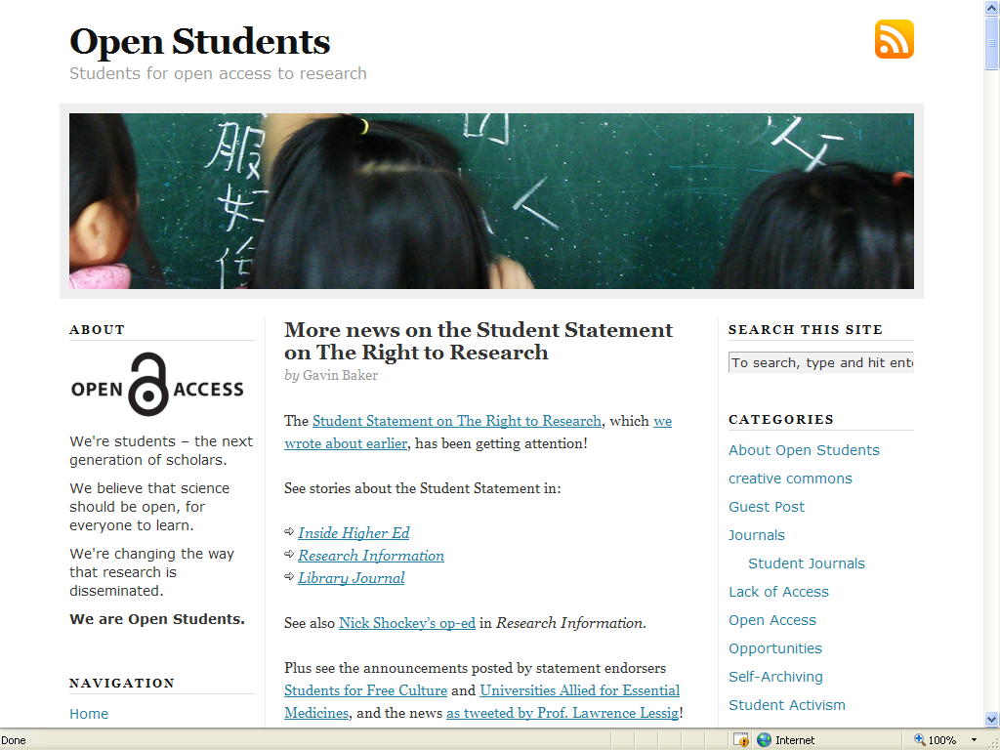 Open Students
Students for open access to research
服
女
ABOUT
OPEN ACCESS
We're students – the next
generation of scholars.
We believe that science
should be open, for
everyone to learn.
We're changing the way
that research is
disseminated.
We are Open Students.
NAVIGATION
Home
More news on the Student Statement
on The Right to Research
by Gavin Baker
The Student Statement on The Right to Research, which we
wrote about earlier, has been getting attention!
See stories about the Student Statement in:
Inside Higher Ed
Research Information
Library Journal
See also Nick Shockey’s op-ed in Research Information.
Plus see the announcements posted by statement endorsers
Students for Free Culture and Universities Allied for Essential
Medicines, and the news as tweeted by Prof. Lawrence Lessig!
SEARCH THIS SITE
To search, type and hit ente
CATEGORIES
About Open Students
creative commons
Guest Post
Journals
Student Journals
Lack of Access
Open Access
Opportunities
Self-Archiving
Student Activism
Done
Internet
100%